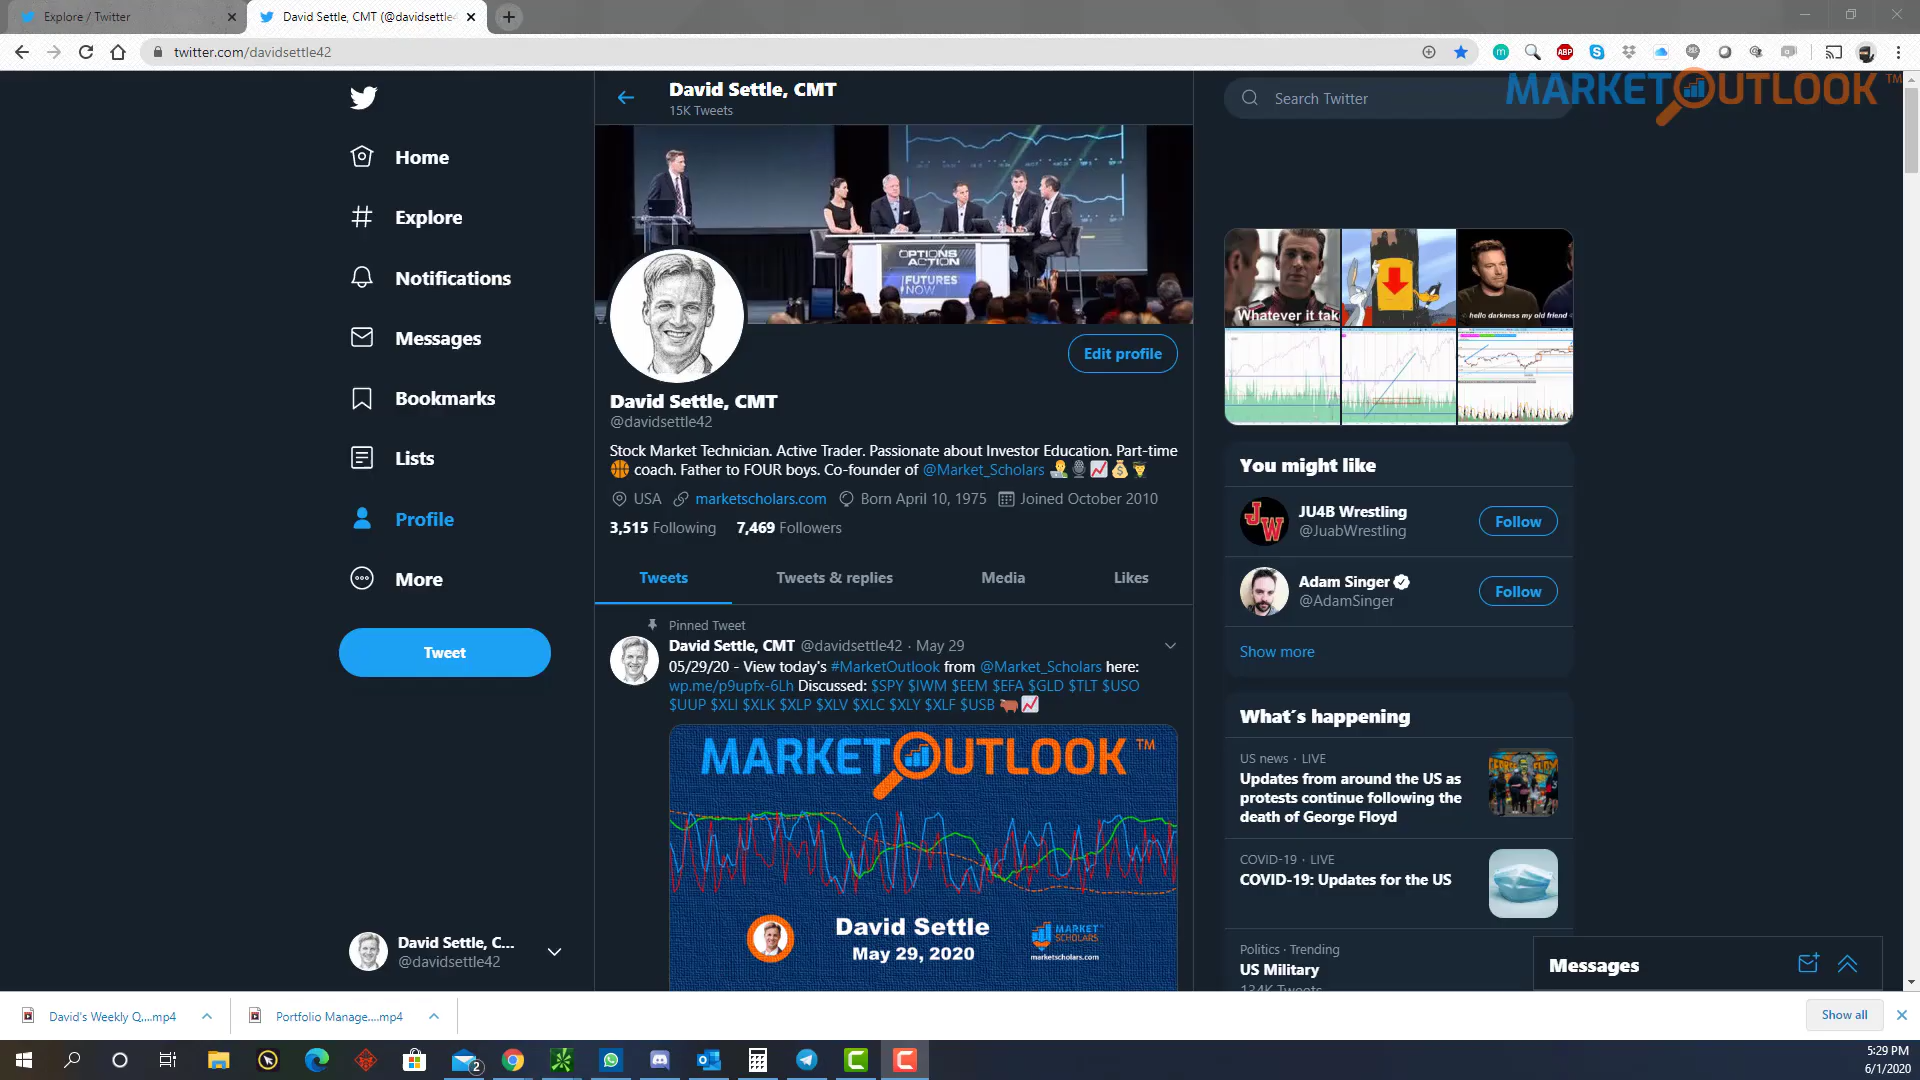 Explore / Twitter
David Settle, CMT (@davidsettle4
twitter.com/davidsettle42
ABP
MARKETOUTLOOK™
David Settle, CMT
15K Tweets
Search Twitter
Home
Explore
Notifications
Messages
Bookmarks
Lists
Profile
More
Tweet
OPTIONS
ACTION
FUTURES
NOW
Edit profile
David Settle, CMT
@davidsettle42
Stock Market Technician. Active Trader. Passionate about Investor Education. Part-time
🏀 coach. Father to FOUR boys. Co-founder of @Market_Scholars
USA marketscholars.com Born April 10, 1975 Joined October 2010
3,515 Following 7,469 Followers
Tweets Tweets & replies Media Likes
Pinned Tweet
David Settle, CMT @davidsettle42 · May 29
05/29/20 - View today's #MarketOutlook from @Market_Scholars here:
wp.me/p9upfx-6Lh Discussed: $SPY $IWM $EEM $EFA $GLD $TLT $USO
$UUP $XLI $XLK $XLP $XLV $XLC $XLY $XLF $USB
MARKETOUTLOOK™
David Settle
May 29, 2020
MARKET
SCHOLARS
marketscholars.com
Whatever it tak
hello darkness my old friend
You might like
JW
JU4B Wrestling
@JuabWrestling
Follow
Adam Singer
@AdamSinger
Follow
Show more
What's happening
US news · LIVE
Updates from around the US as
protests continue following the
death of George Floyd
COVID-19 · LIVE
COVID-19: Updates for the US
Politics · Trending
US Military
134K Tweets
Messages
David Settle, C...
@davidsettle42
David's Weekly Q....mp4
Portfolio Manage....mp4
Show all
2
5:29 PM
6/1/2020